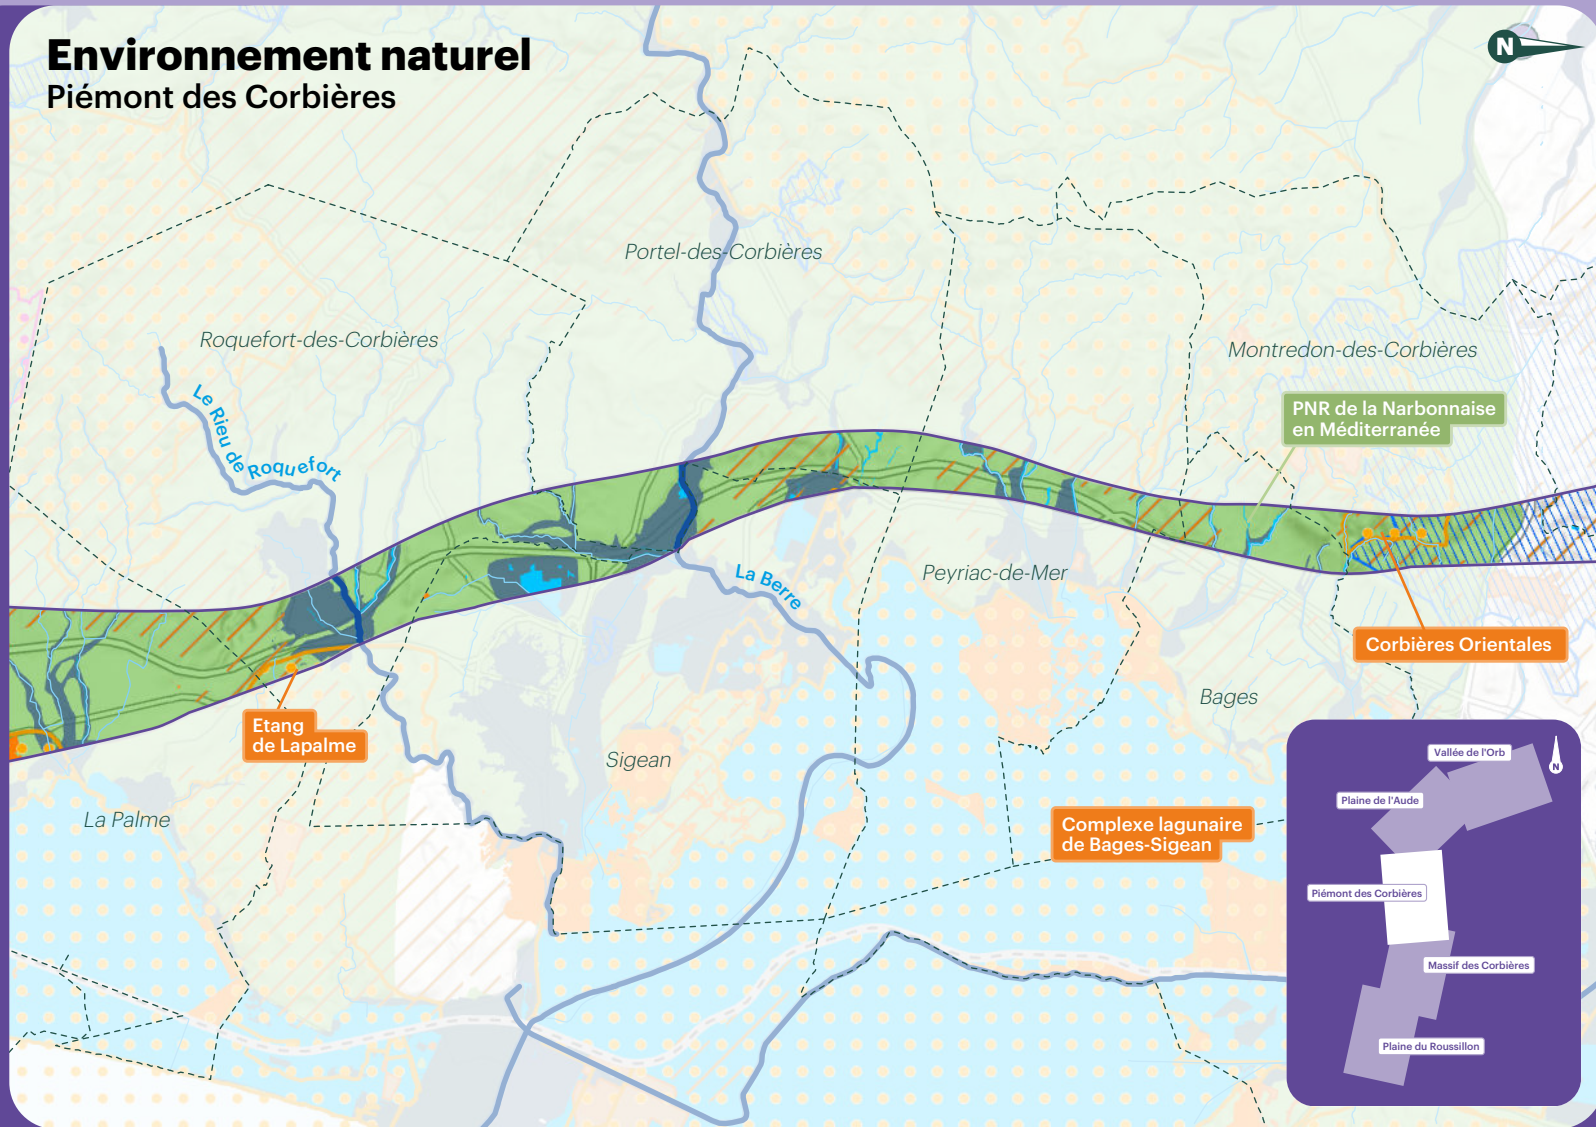 Environnement naturel
Piémont des Corbières
N
Portel-des-Corbières
Roquefort-des-Corbières
Montredon-des-Corbières
Le Rieu de Roquefort
PNR de la Narbonnaise
en Méditerranée
La Berre
Peyriac-de-Mer
Corbières Orientales
Bages
Etang
de Lapalme
Sigean
La Palme
Complexe lagunaire
de Bages-Sigean
Vallée de l'Orb
N
Plaine de l'Aude
Piémont des Corbières
Massif des Corbières
Plaine du Roussillon